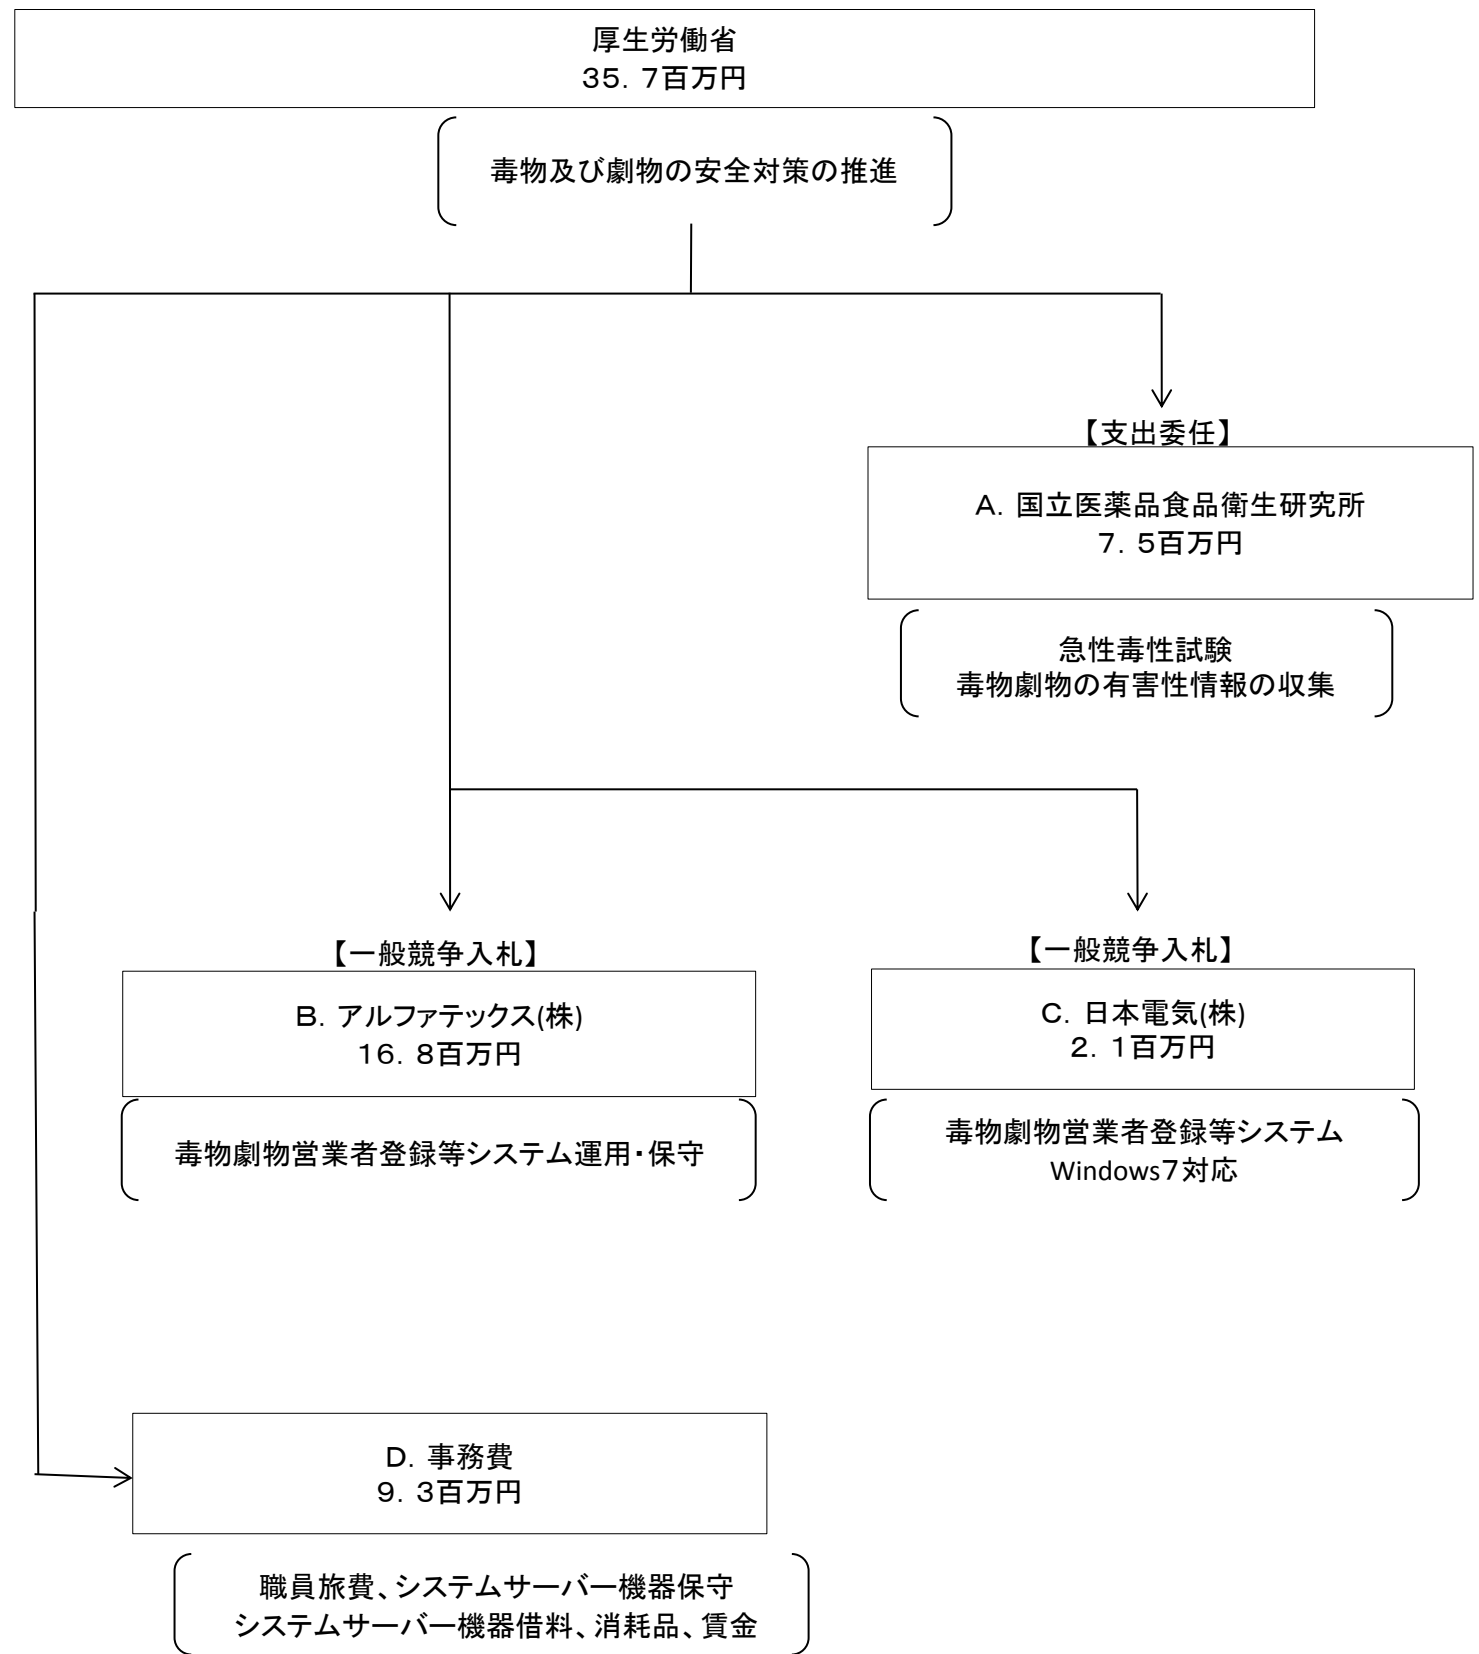 厚生労働省
３５．７百万円
毒物及び劇物の安全対策の推進
【支出委任】
Ａ．国立医薬品食品衛生研究所
７．５百万円
急性毒性試験
毒物劇物の有害性情報の収集
【一般競争入札】
Ｂ．アルファテックス(株)
１６．８百万円
毒物劇物営業者登録等システム運用・保守
【一般競争入札】
Ｃ．日本電気(株)
２．１百万円
毒物劇物営業者登録等システム
Windows７対応
Ｄ．事務費
９．３百万円
職員旅費、システムサーバー機器保守
システムサーバー機器借料、消耗品、賃金